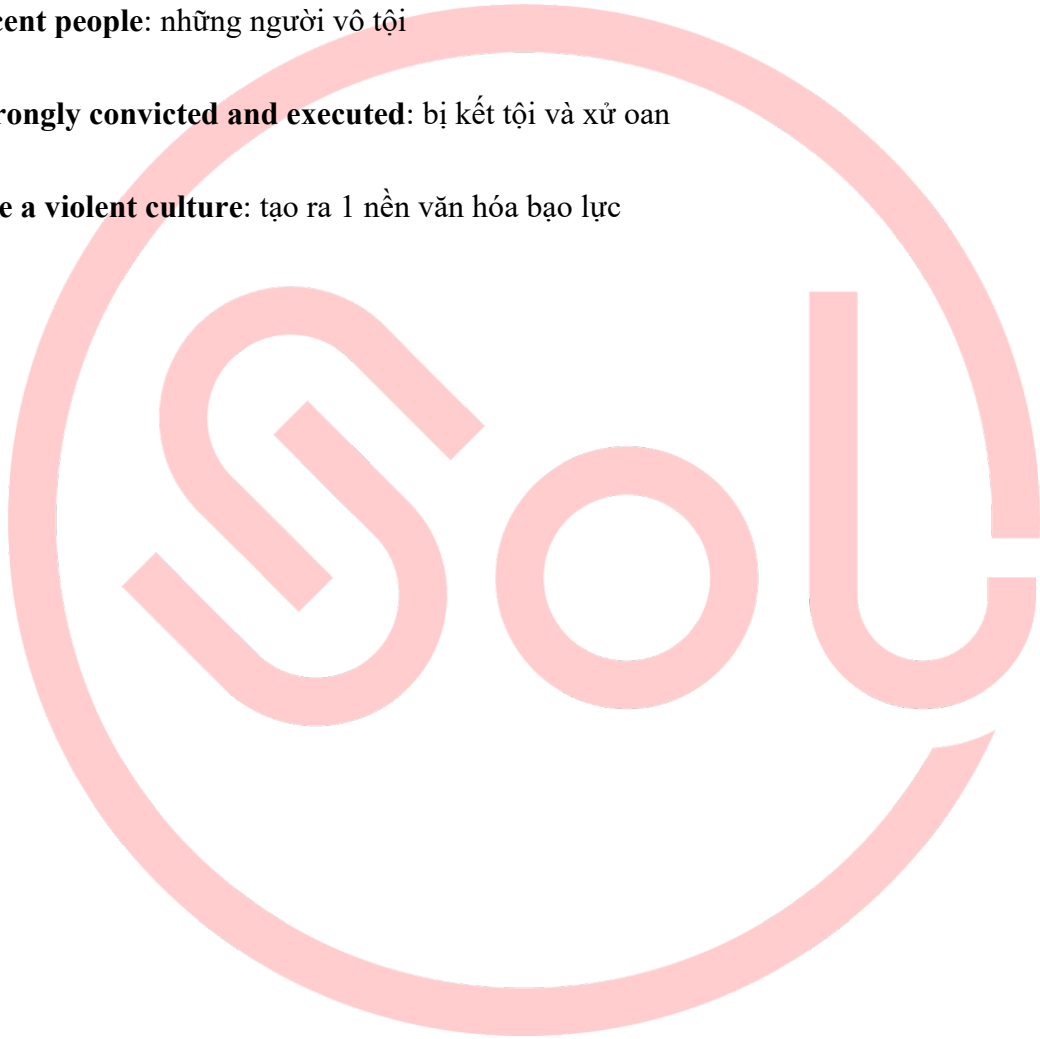 cent people: những người vô tội
rongly convicted and executed: bị kết tội và xử oan
e a violent culture: tạo ra 1 nền văn hóa bạo lực
Sol